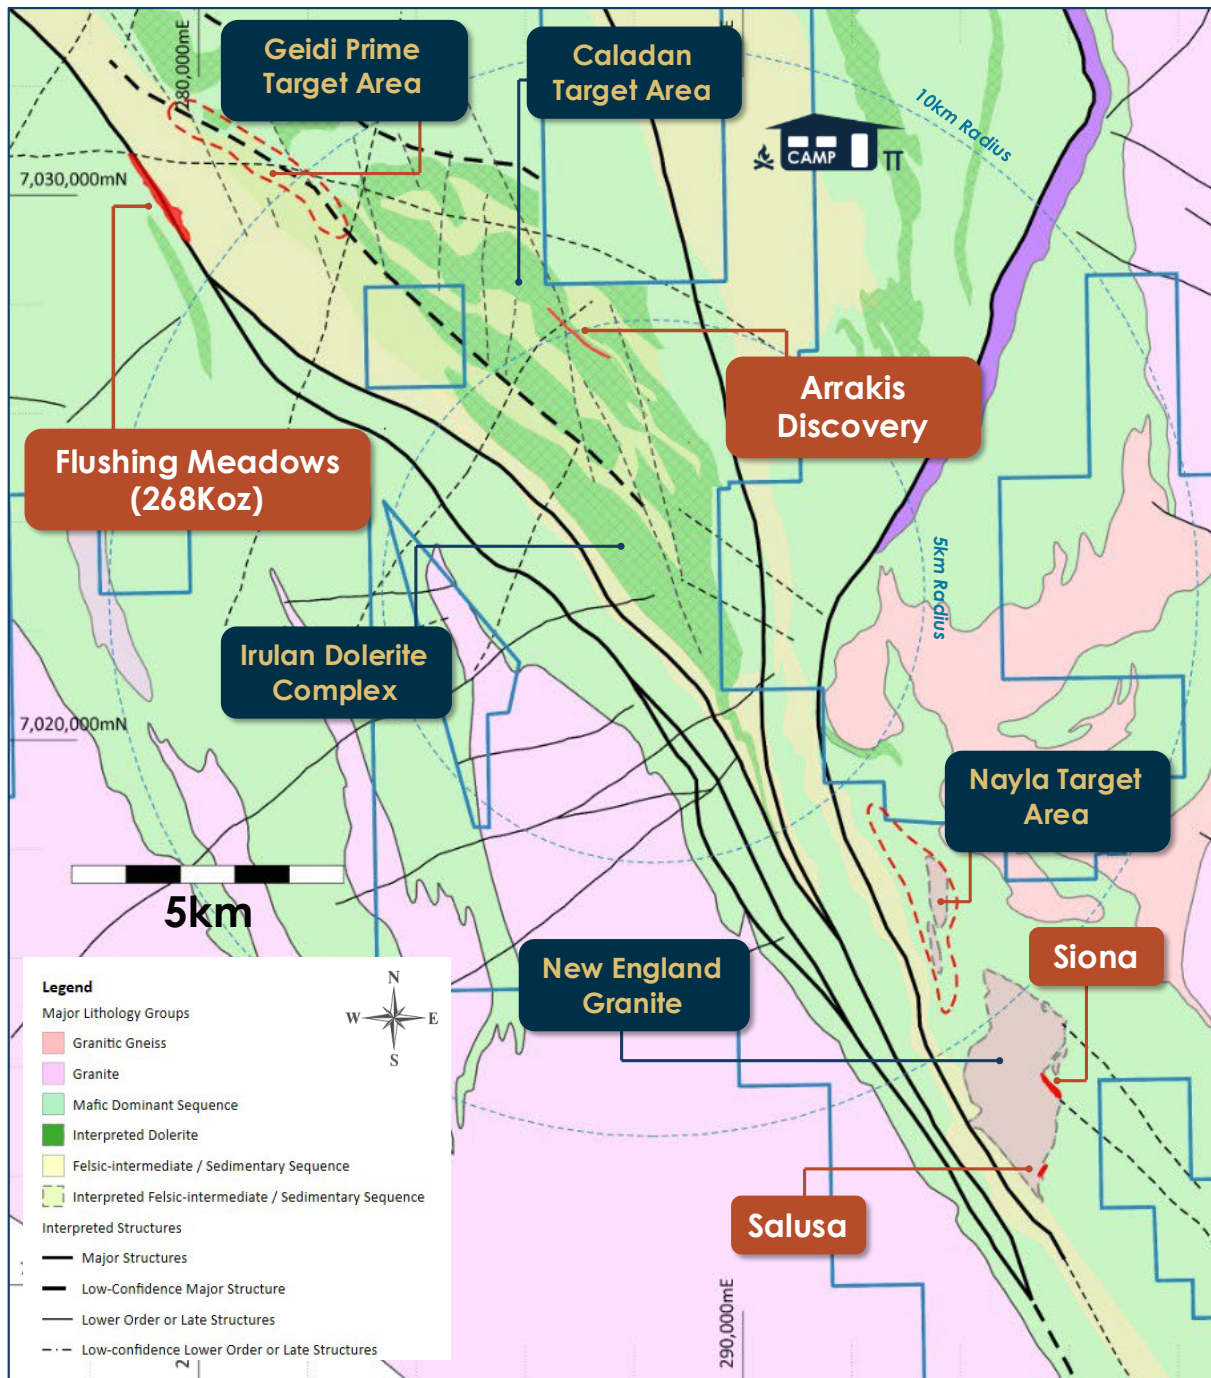 Geidi Prime
Target Area
Caladan
Target Area
280,000mE
10km Radius
CAMP
7,030,000mN
Arrakis
Discovery
Flushing Meadows
(268Koz)
5km Radius
Irulan Dolerite
Complex
7,020,000mN
Nayla Target
Area
5km
New England
Granite
Siona
Salusa
290,000mE
N
W
E
S
Legend
Major Lithology Groups
Granitic Gneiss
Granite
Mafic Dominant Sequence
Interpreted Dolerite
Felsic-intermediate / Sedimentary Sequence
Interpreted Felsic-intermediate / Sedimentary Sequence
Interpreted Structures
Major Structures
Low-Confidence Major Structure
Lower Order or Late Structures
Low-confidence Lower Order or Late Structures